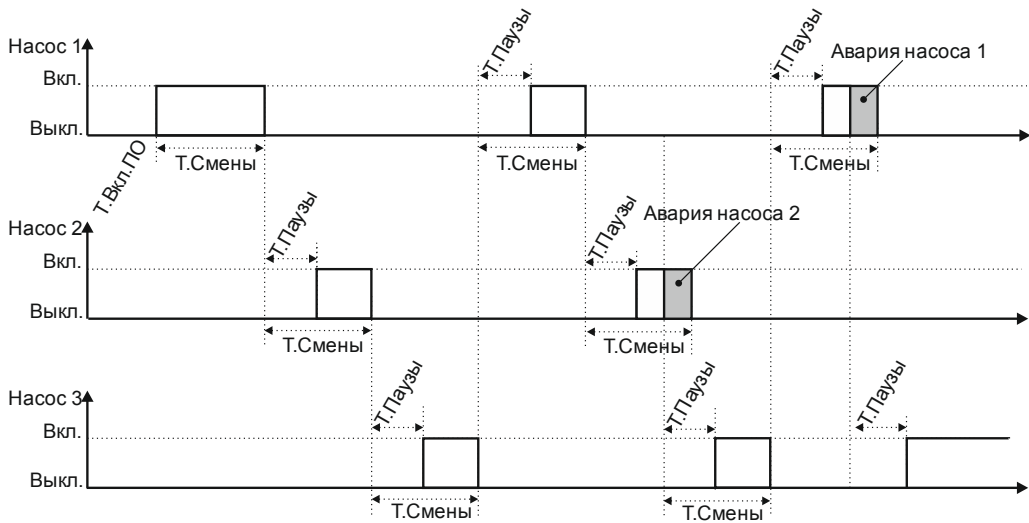 Насос 1
Вкл.
Выкл.
Т.Вкл.ПО
Т.Смены
Т.Паузы
Т.Смены
Т.Паузы
Авария насоса 1
Т.Смены
Насос 2
Вкл.
Выкл.
Т.Паузы
Т.Смены
Т.Паузы
Авария насоса 2
Т.Смены
Насос 3
Вкл.
Выкл.
Т.Паузы
Т.Смены
Т.Паузы
Т.Смены
Т.Паузы